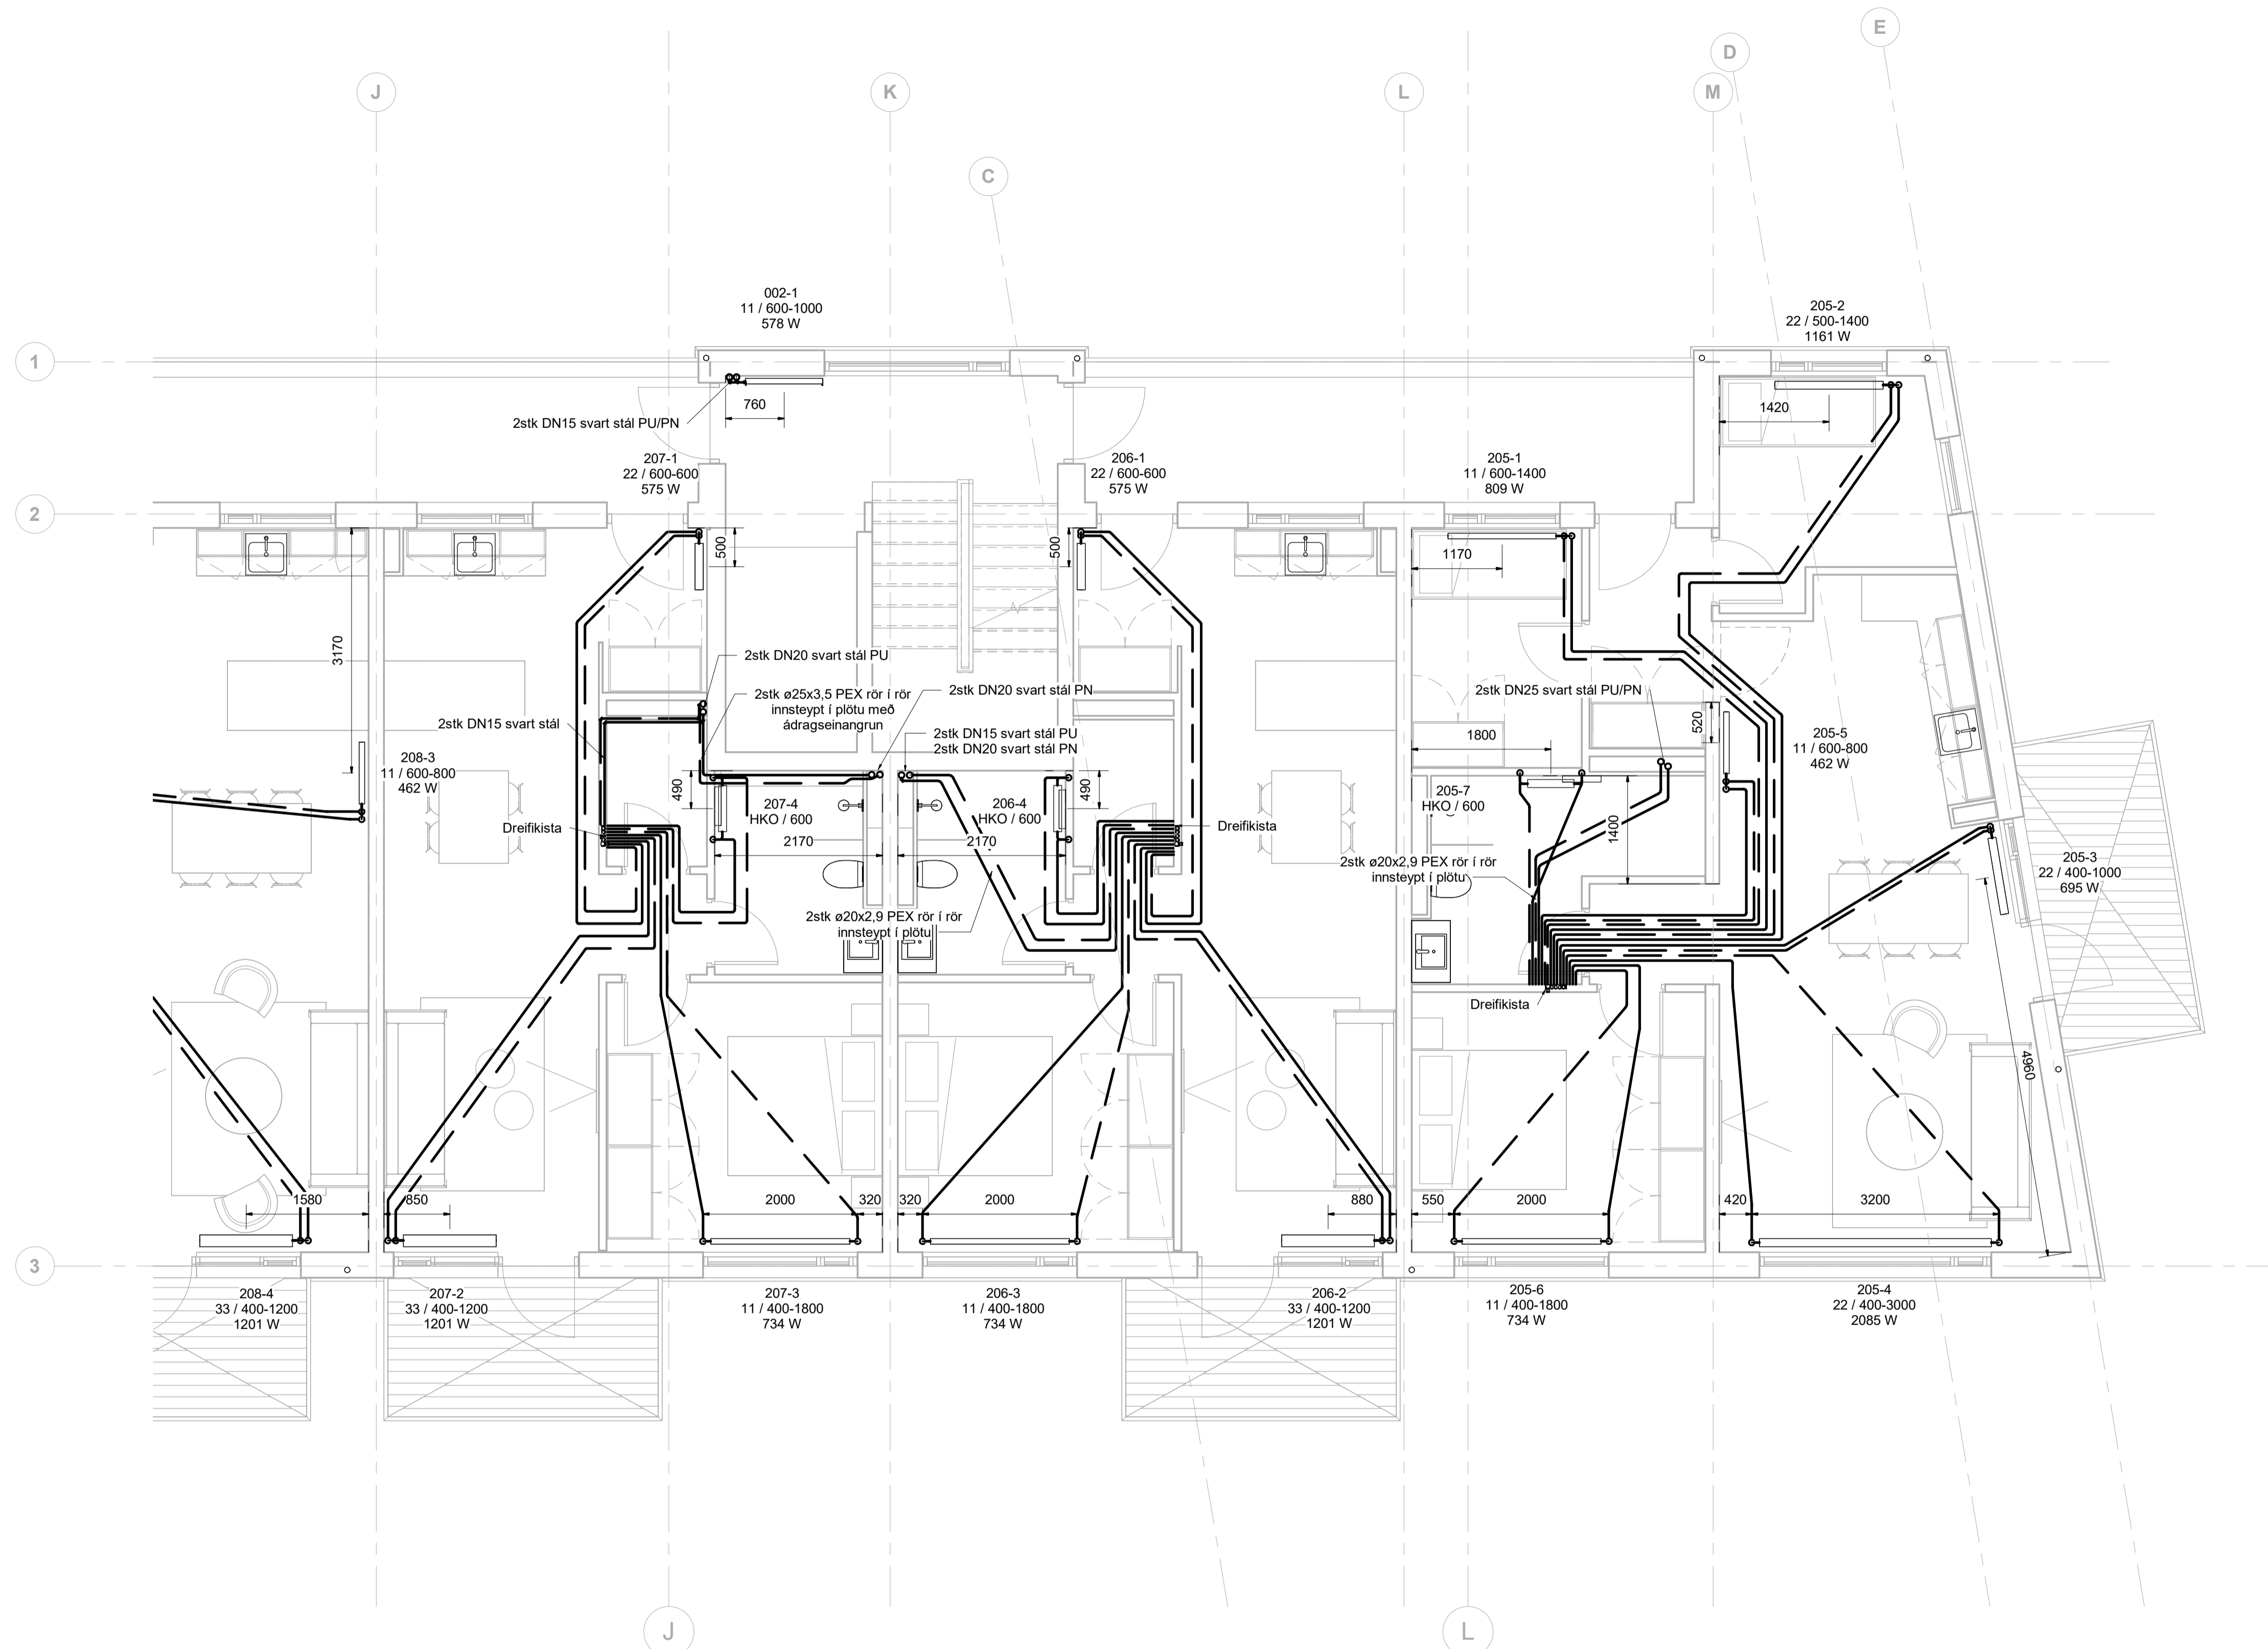 E
D
J
K
L
M
C
002-1
11 / 600-1000
578 W
205-2
22 / 500-1400
1161 W
1
760
2stk DN15 svart stál PU/PN
1420
207-1
22 / 600-600
575 W
206-1
22 / 600-600
575 W
205-1
11 / 600-1400
809 W
2
500
500
1170
3170
2stk DN20 svart stál PU
2stk ø25x3,5 PEX rör í rör
innsteypt í plötu með
ádragseinangrun
2stk DN20 svart stál PN
2stk DN25 svart stál PU/PN
2stk DN15 svart stál
520
2stk DN15 svart stál PU
2stk DN20 svart stál PN
1800
205-5
11 / 600-800
462 W
208-3
11 / 600-800
462 W
490
490
207-4
HKO / 600
206-4
HKO / 600
205-7
HKO / 600
Dreifikista
Dreifikista
1400
2170
2170
2stk ø20x2,9 PEX rör í rör
innsteypt í plötu
205-3
22 / 400-1000
695 W
2stk ø20x2,9 PEX rör í rör
innsteypt í plötu
Dreifikista
4960
1580
850
2000
320
320
2000
880
550
2000
420
3200
3
208-4
33 / 400-1200
1201 W
207-2
33 / 400-1200
1201 W
207-3
11 / 400-1800
734 W
206-3
11 / 400-1800
734 W
206-2
33 / 400-1200
1201 W
205-6
11 / 400-1800
734 W
205-4
22 / 400-3000
2085 W
J
L